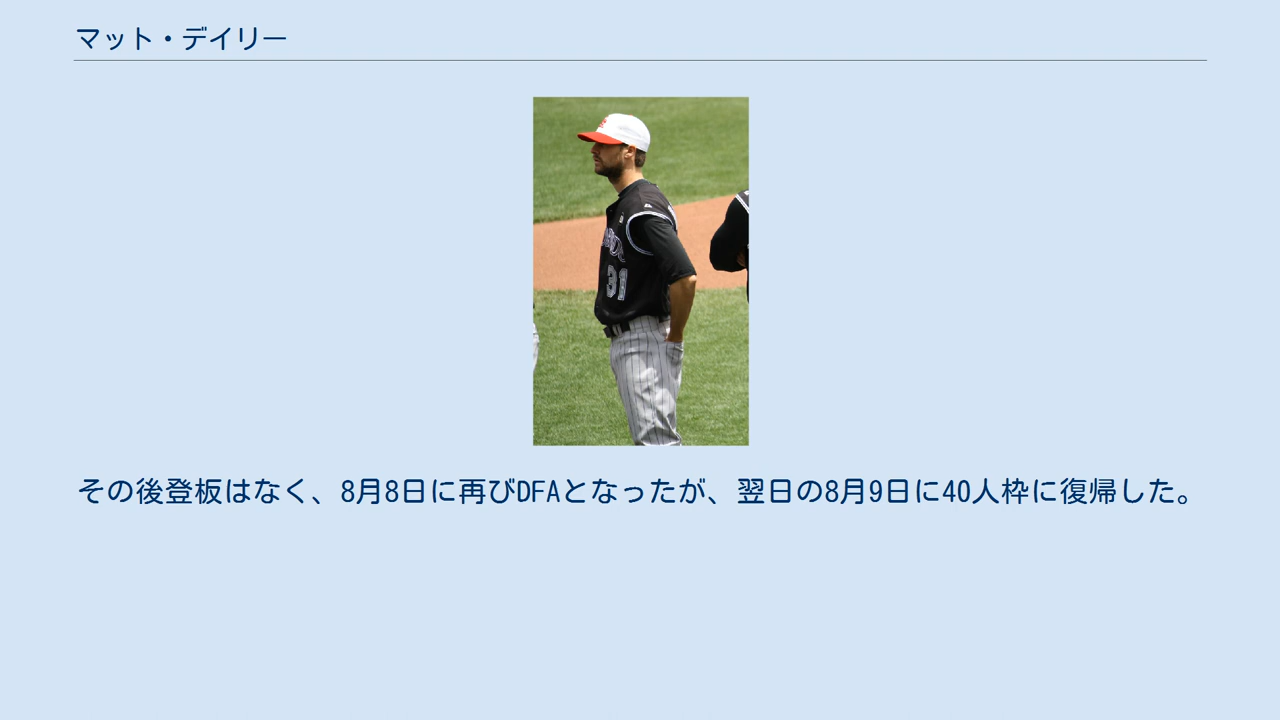 マット・デイリー
31
その後登板はなく、8月8日に再びDFAとなったが、翌日の8月9日に40人枠に復帰した。